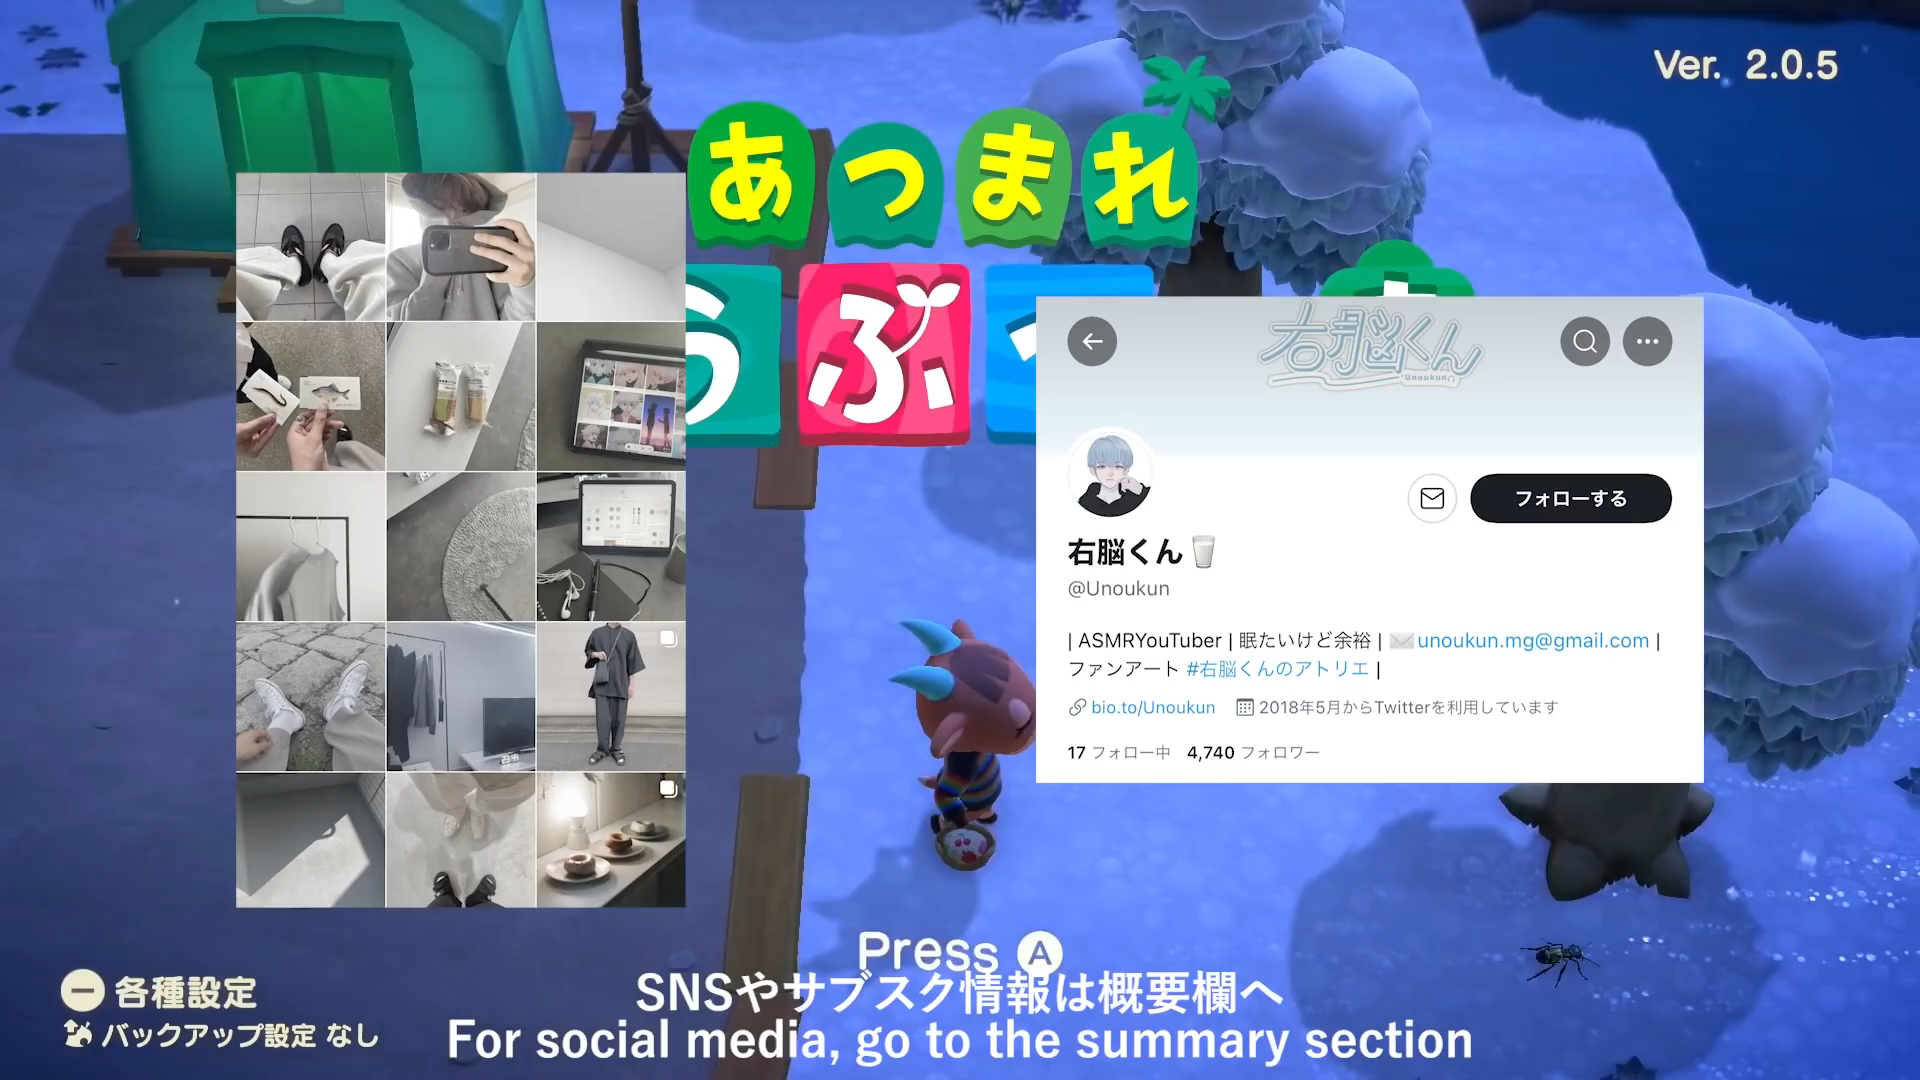 Ver. 2.0.5
あつまれ
うぶつ
右脳くん
Unoukun
フォローする
右脳くん🥛
@Unoukun
| ASMRYouTuber | 眠たいけど余裕 | ✉️unoukun.mg@gmail.com |
ファンアート #右脳くんのアトリエ |
bio.to/Unoukun 2018年5月からTwitterを利用しています
17 フォロー中 4,740 フォロワー
Press A
各種設定
バックアップ設定 なし
SNSやサブスク情報は概要欄へ
For social media, go to the summary section